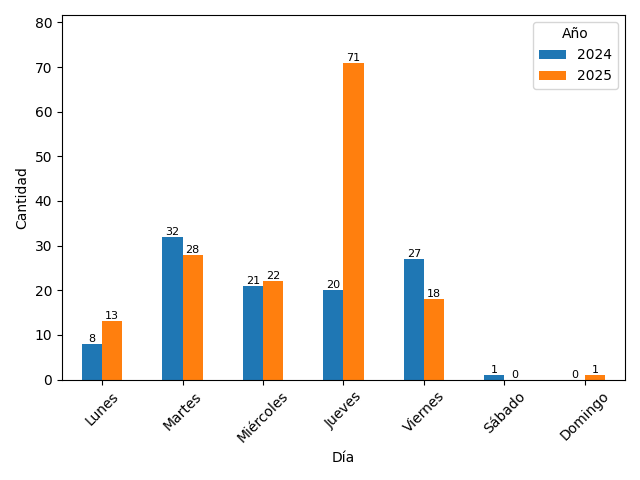 80
70
60
50
40
30
20
10
0
Cantidad
Año
2024
2025
8
13
32
28
21
22
20
71
27
18
1
0
0
1
Lunes
Martes
Miércoles
Jueves
Viernes
Sábado
Domingo
Día